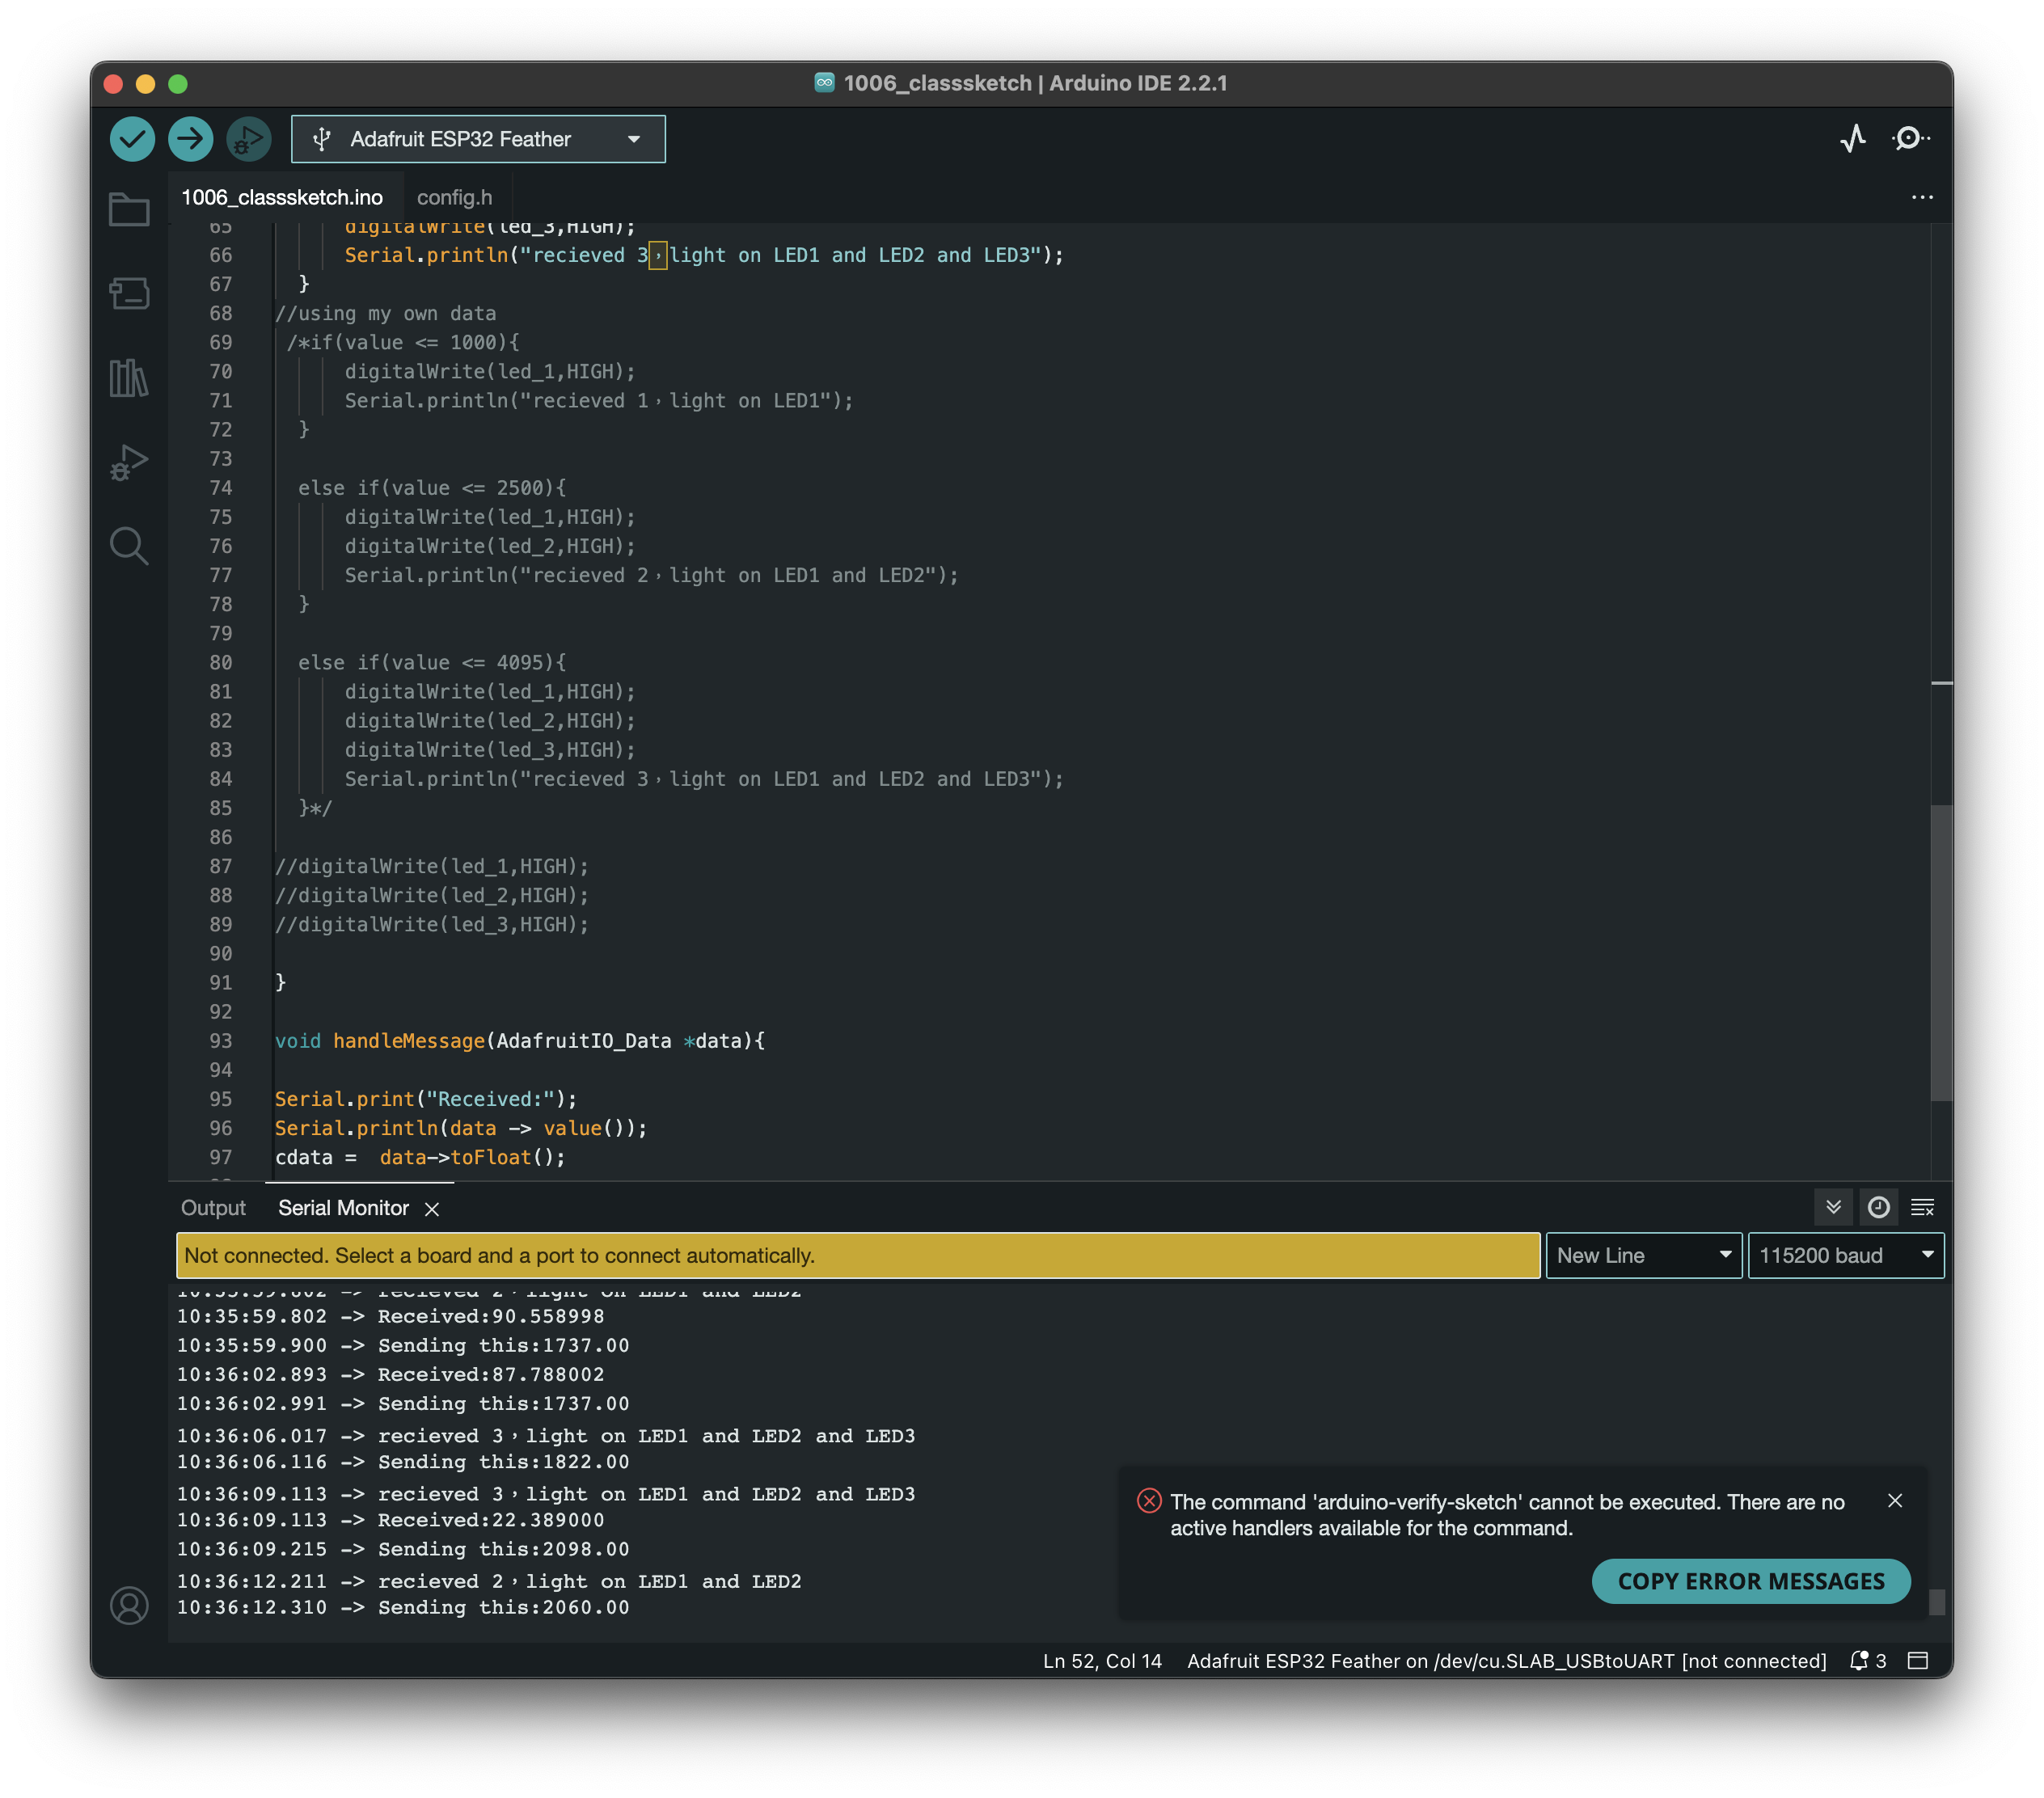 1006_classsketch | Arduino IDE 2.2.1
Adafruit ESP32 Feather
1006_classsketch.ino config.h
65 digitalWrite(led_3,HIGH);
66 Serial.println("recieved 3，light on LED1 and LED2 and LED3");
67 }
68 //using my own data
69 /*if(value <= 1000){
70 digitalWrite(led_1,HIGH);
71 Serial.println("recieved 1，light on LED1");
72 }
73
74 else if(value <= 2500){
75 digitalWrite(led_1,HIGH);
76 digitalWrite(led_2,HIGH);
77 Serial.println("recieved 2，light on LED1 and LED2");
78 }
79
80 else if(value <= 4095){
81 digitalWrite(led_1,HIGH);
82 digitalWrite(led_2,HIGH);
83 digitalWrite(led_3,HIGH);
84 Serial.println("recieved 3，light on LED1 and LED2 and LED3");
85 }*/
86
87 //digitalWrite(led_1,HIGH);
88 //digitalWrite(led_2,HIGH);
89 //digitalWrite(led_3,HIGH);
90
91 }
92
93 void handleMessage(AdafruitIO_Data *data){
94
95 Serial.print("Received:");
96 Serial.println(data -> value());
97 cdata =  data->toFloat();
Output Serial Monitor
Not connected. Select a board and a port to connect automatically.
New Line
115200 baud
10:35:59.802 -> recieved 2，light on LED1 and LED2
10:35:59.802 -> Received:90.558998
10:35:59.900 -> Sending this:1737.00
10:36:02.893 -> Received:87.788002
10:36:02.991 -> Sending this:1737.00
10:36:06.017 -> recieved 3，light on LED1 and LED2 and LED3
10:36:06.116 -> Sending this:1822.00
10:36:09.113 -> recieved 3，light on LED1 and LED2 and LED3
10:36:09.113 -> Received:22.389000
10:36:09.215 -> Sending this:2098.00
10:36:12.211 -> recieved 2，light on LED1 and LED2
10:36:12.310 -> Sending this:2060.00
The command 'arduino-verify-sketch' cannot be executed. There are no
active handlers available for the command.
COPY ERROR MESSAGES
Ln 52, Col 14 Adafruit ESP32 Feather on /dev/cu.SLAB_USBtoUART [not connected] 3